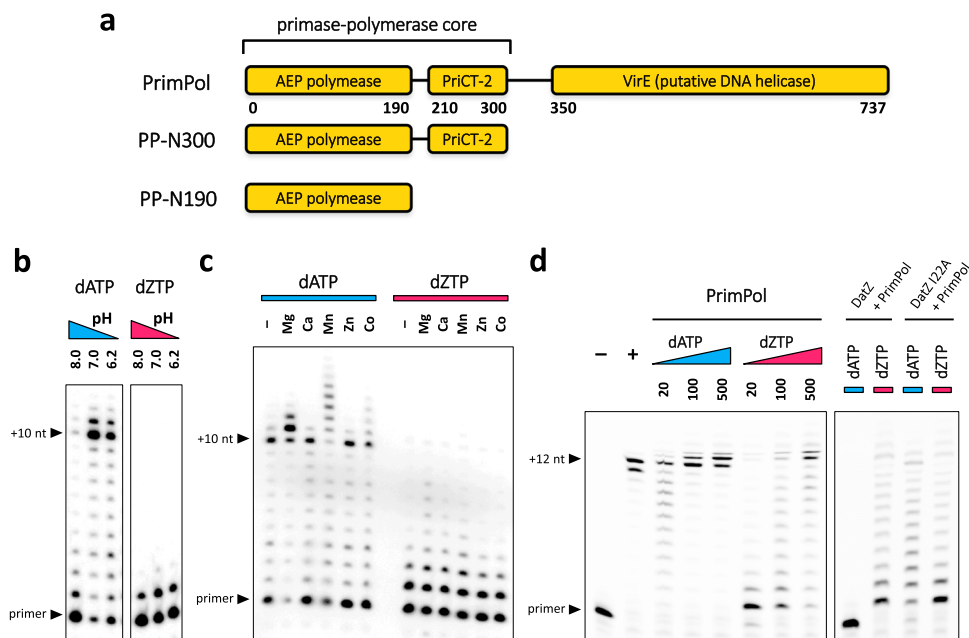 a
primase-polymerase core
PrimPol
AEP polymease
PriCT-2
VirE (putative DNA helicase)
0 190 210 300 350 737
PP-N300
AEP polymease
PriCT-2
PP-N190
AEP polymease
b
dATP dZTP
pH pH
8.0 7.0 6.2 8.0 7.0 6.2
+10 nt
primer
c
dATP dZTP
– Mg Ca Mn Zn Co – Mg Ca Mn Zn Co
+10 nt
primer
d
PrimPol
DatZ + PrimPol
DatZ I22A + PrimPol
– + dATP dZTP
20 100 500 20 100 500
dATP dZTP dATP dZTP
+12 nt
primer